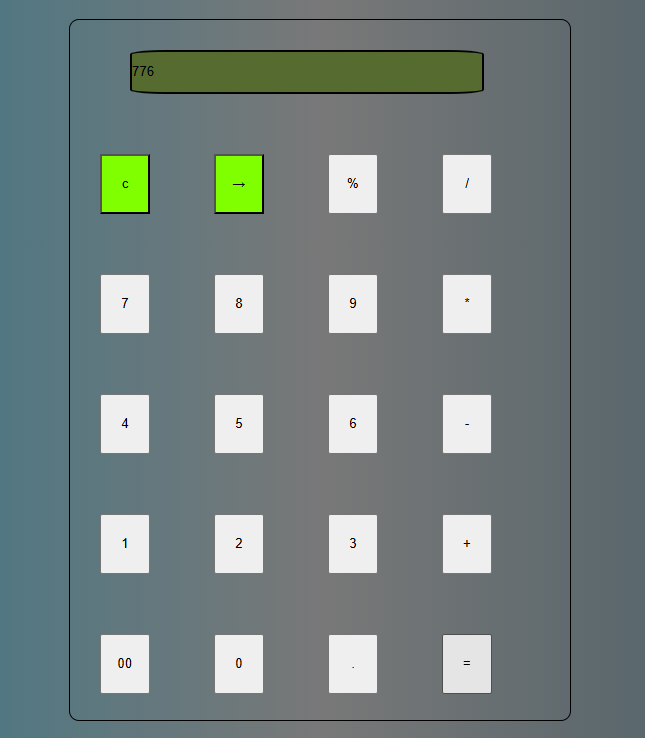 776
c → % /
7 8 9 *
4 5 6 -
1 2 3 +
00 0 . =